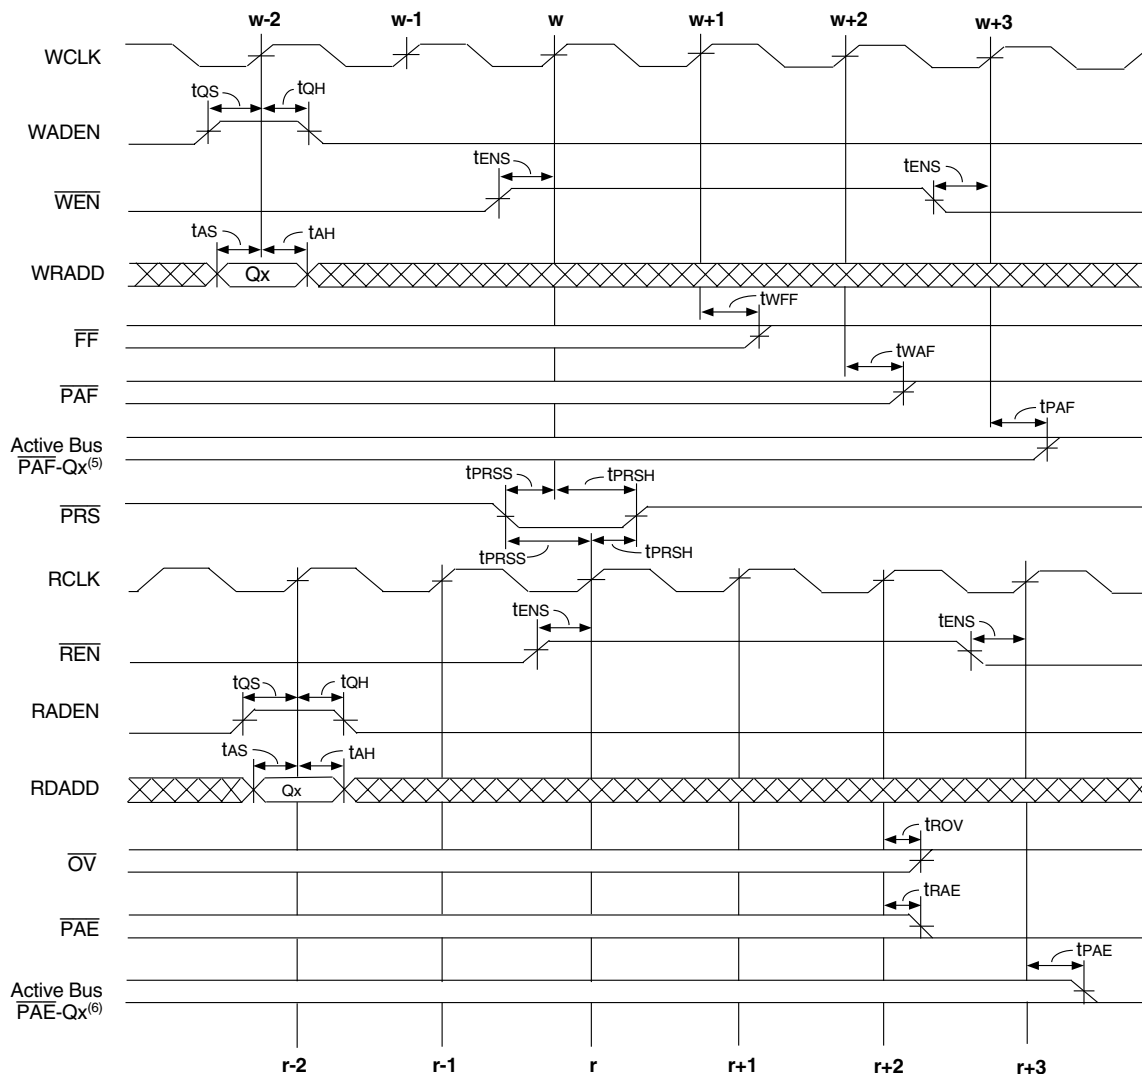 w-2 w-1 w w+1 w+2 w+3
WCLK
tQS tQH
WADEN
tENS tENS
WEN
tAS tAH
WRADD Qx
tWFF
FF
tWAF
PAF
tPAF
Active Bus
PAF-Qx(5)
tPRSS tPRSH
PRS
tPRSS tPRSH
RCLK
tENS tENS
REN
tQS tQH
RADEN
tAS tAH
RDADD Qx
tROV
OV
tRAE
PAE
tPAE
Active Bus
PAE-Qx(6)
r-2 r-1 r r+1 r+2 r+3